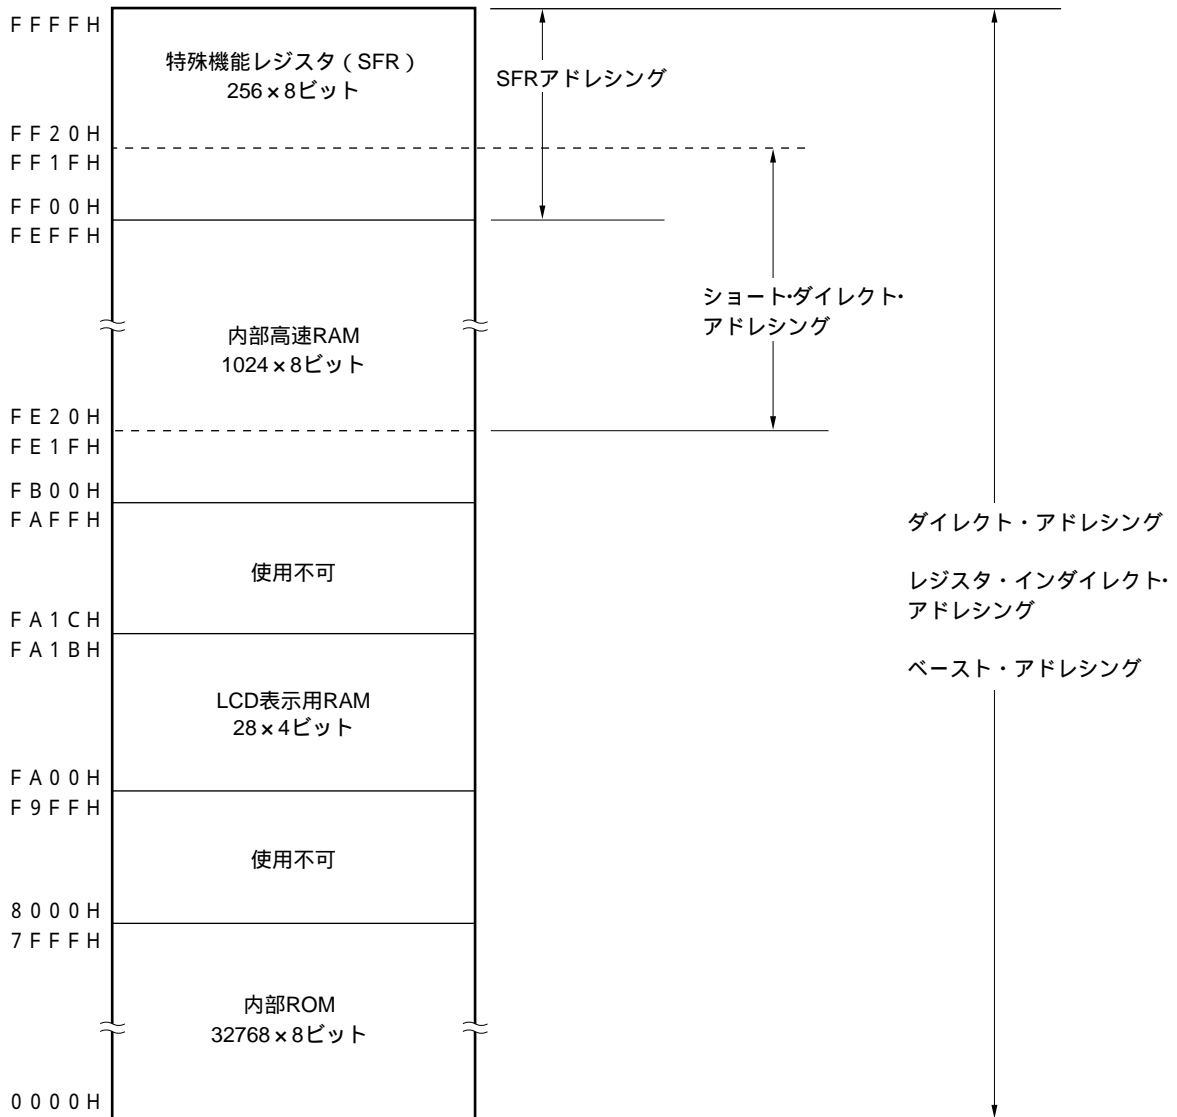 FFFFH
特殊機能レジスタ（SFR）
256×8ビット
SFRアドレシング
FF20H
FF1FH
FF00H
FEFFH
ショート・ダイレクト・
アドレシング
内部高速RAM
1024×8ビット
FE20H
FE1FH
FB00H
FAFFH
使用不可
ダイレクト・アドレシング
レジスタ・インダイレクト・
アドレシング
ベースト・アドレシング
FA1CH
FA1BH
LCD表示用RAM
28×4ビット
FA00H
F9FFH
使用不可
8000H
7FFFH
内部ROM
32768×8ビット
0000H